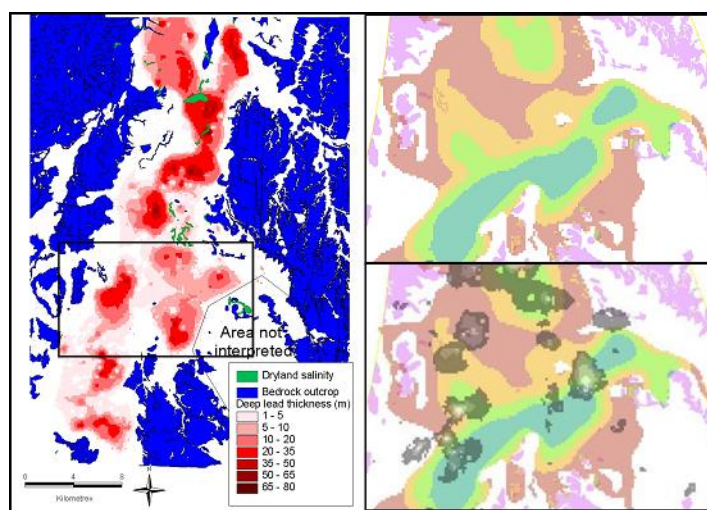 Area not
interpreted
Dryland salinity
Bedrock outcrop
Deep lead thickness (m)
1 - 5
5 - 10
10 - 20
20 - 35
35 - 50
50 - 65
65 - 80
0 4 8
Kilometres
N